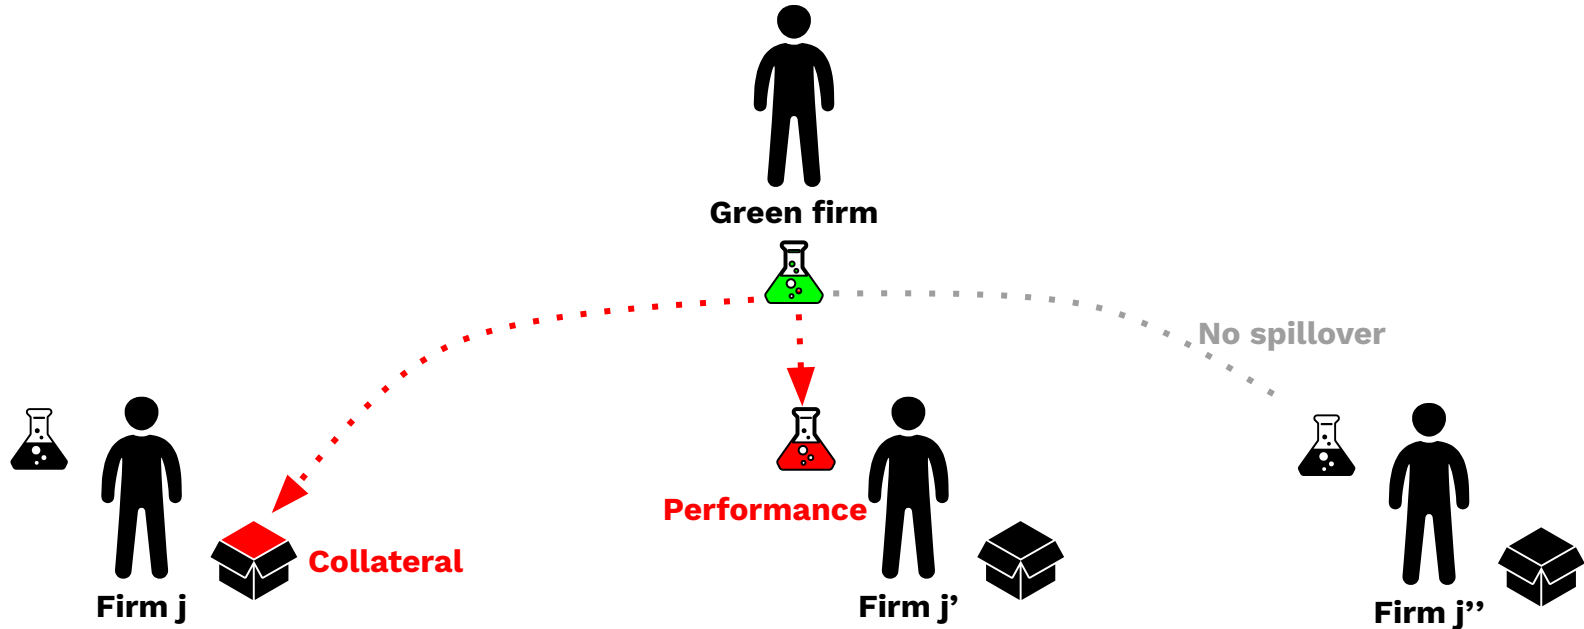 Green firm
No spillover
Performance
Collateral
Firm j
Firm j’
Firm j’’